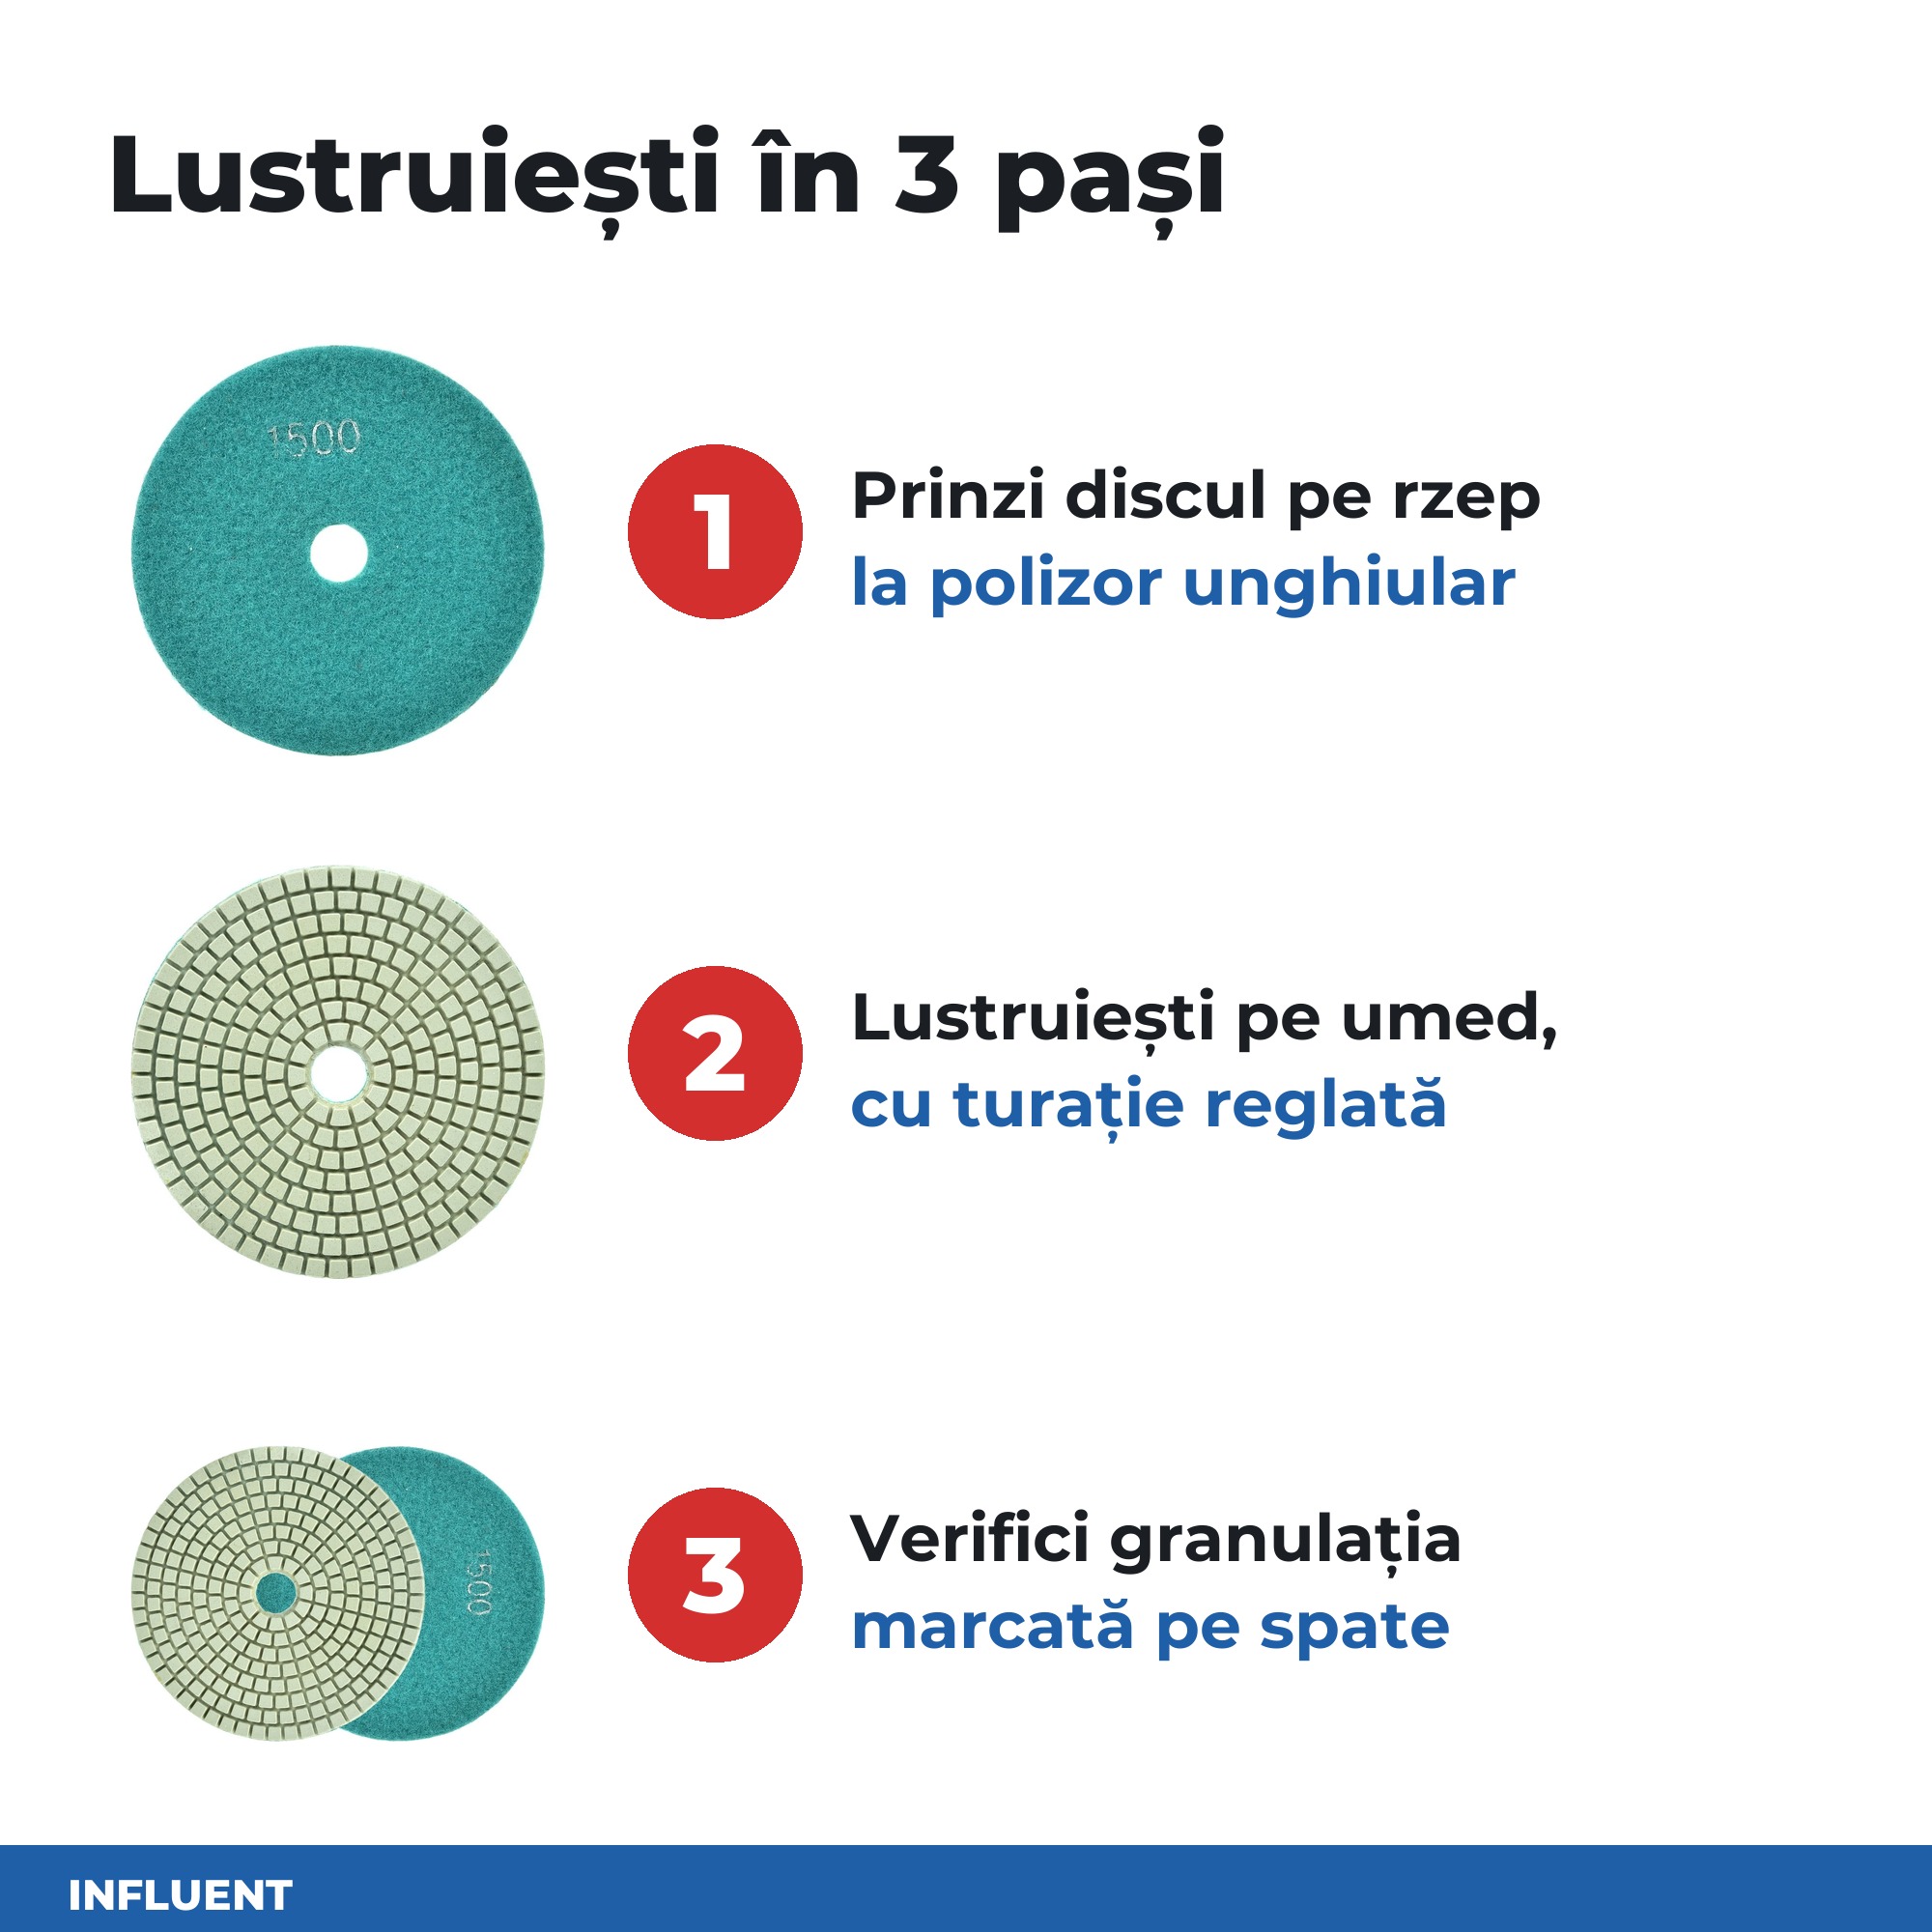 Lustruiești în 3 pași
1500
1
Prinzi discul pe rzep
la polizor unghiular
2
Lustruiești pe umed,
cu turație reglată
1500
3
Verifici granulația
marcată pe spate
INFLUENT